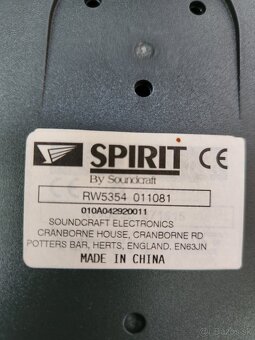 SPIRIT CE
By Soundcraft
RW5354 011081
010A042920011
SOUNDCRAFT ELECTRONICS
CRANBORNE HOUSE, CRANBORNE RD
POTTERS BAR, HERTS, ENGLAND. EN63JN
MADE IN CHINA